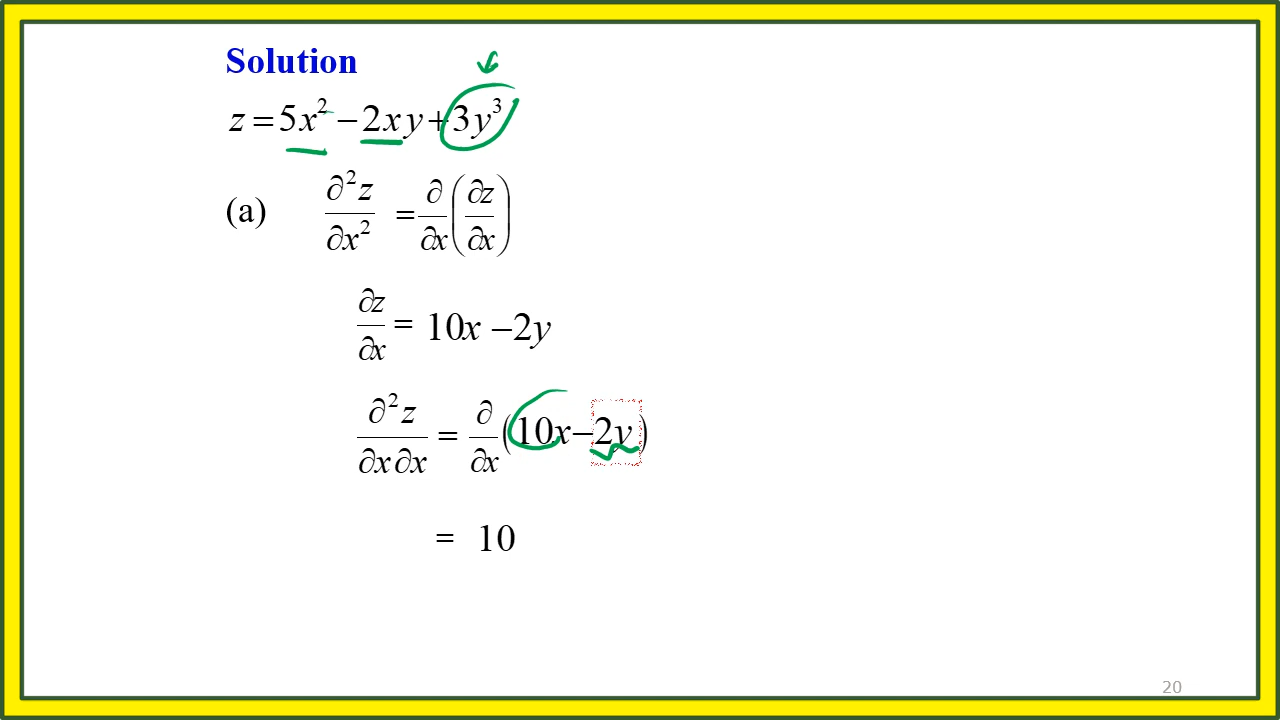 Solution
z = 5x² − 2xy + 3y³
(a) ∂²z/∂x² = ∂/∂x (∂z/∂x)
∂z/∂x = 10x − 2y
∂²z/∂x∂x = ∂/∂x (10x − 2y)
= 10
20